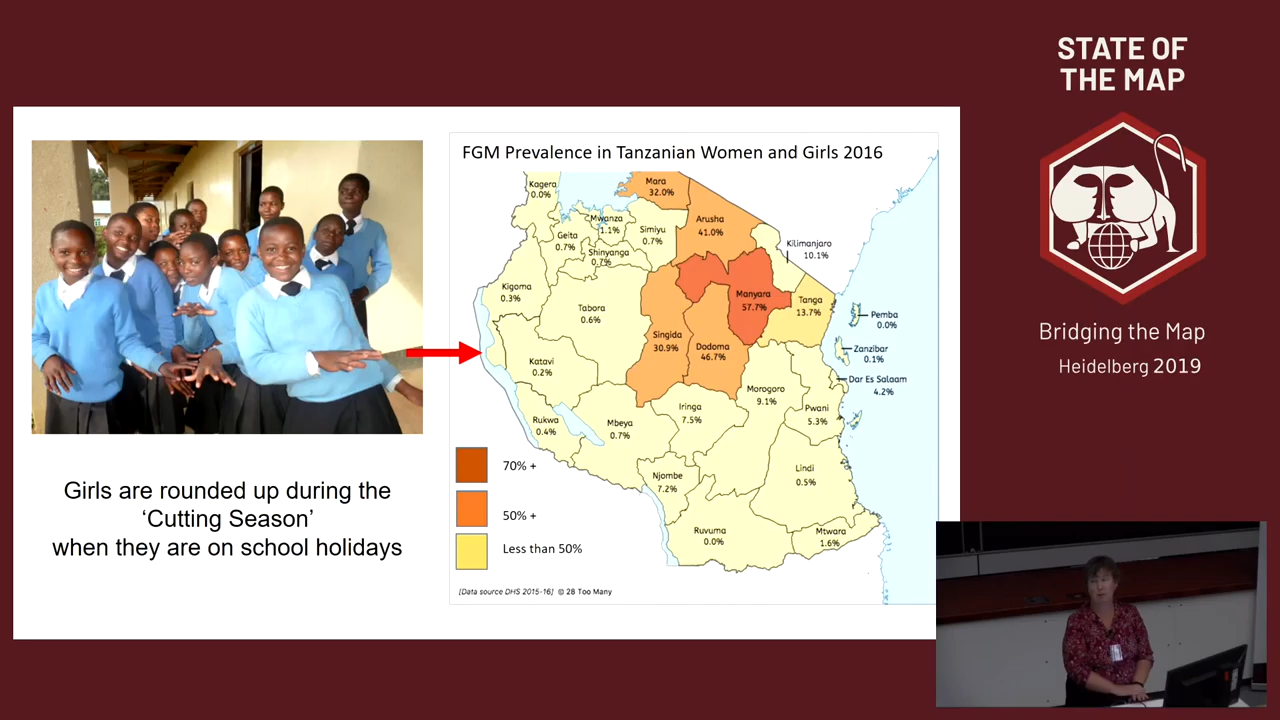 STATE OF
THE MAP
Bridging the Map
Heidelberg 2019
FGM Prevalence in Tanzanian Women and Girls 2016
Kagera
0.0%
Mara
32.0%
Mwanza
1.1%
Simiyu
0.7%
Geita
0.7%
Shinyanga
0.7%
Arusha
41.0%
Kilimanjaro
10.1%
Kigoma
0.3%
Tabora
0.6%
Manyara
57.7%
Tanga
13.7%
Pemba
0.0%
Singida
30.9%
Dodoma
46.7%
Zanzibar
0.1%
Katavi
0.2%
Dar Es Salaam
4.2%
Morogoro
9.1%
Pwani
5.3%
Iringa
7.5%
Rukwa
0.4%
Mbeya
0.7%
Njombe
7.2%
Lindi
0.5%
Ruvuma
0.0%
Mtwara
1.6%
70% +
50% +
Less than 50%
[Data source DHS 2015-16] © 28 Too Many
Girls are rounded up during the
‘Cutting Season’
when they are on school holidays